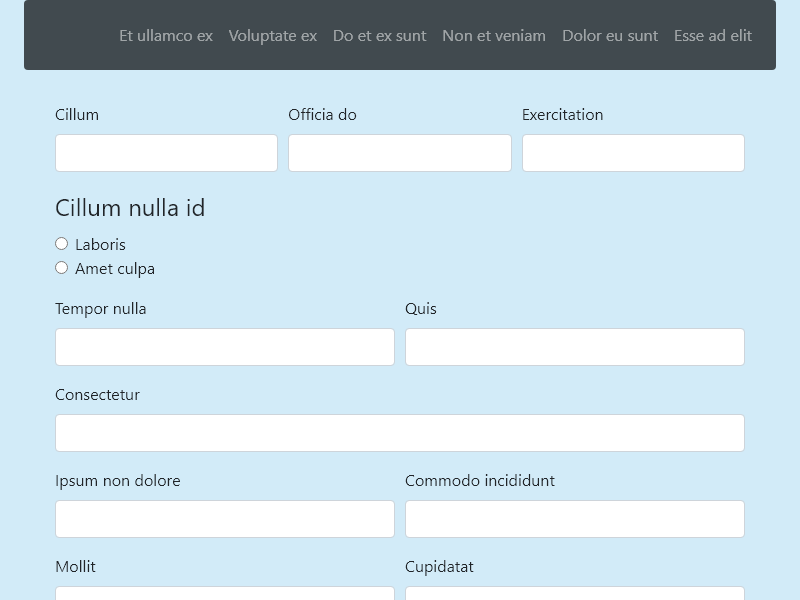 Et ullamco ex Voluptate ex Do et ex sunt Non et veniam Dolor eu sunt Esse ad elit
Cillum Officia do Exercitation
Cillum nulla id
Laboris
Amet culpa
Tempor nulla Quis
Consectetur
Ipsum non dolore Commodo incididunt
Mollit Cupidatat